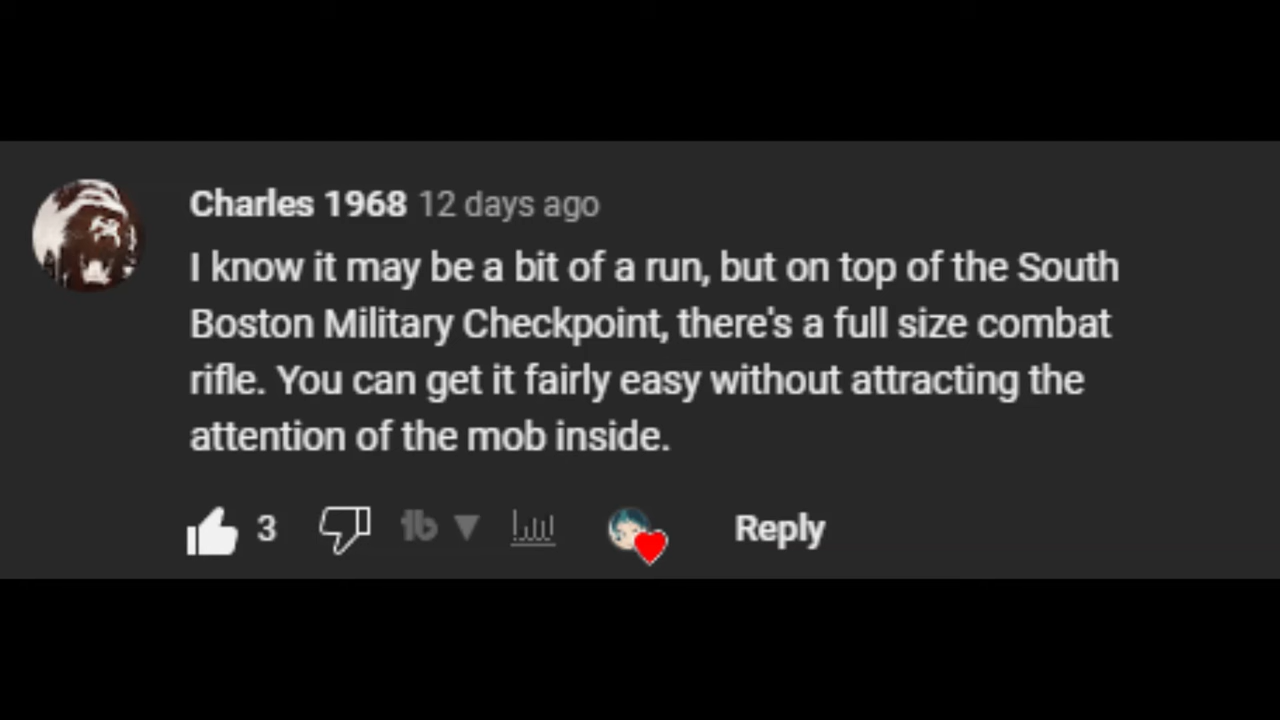 Charles 1968 12 days ago
I know it may be a bit of a run, but on top of the South
Boston Military Checkpoint, there's a full size combat
rifle. You can get it fairly easy without attracting the
attention of the mob inside.
3 tb Reply